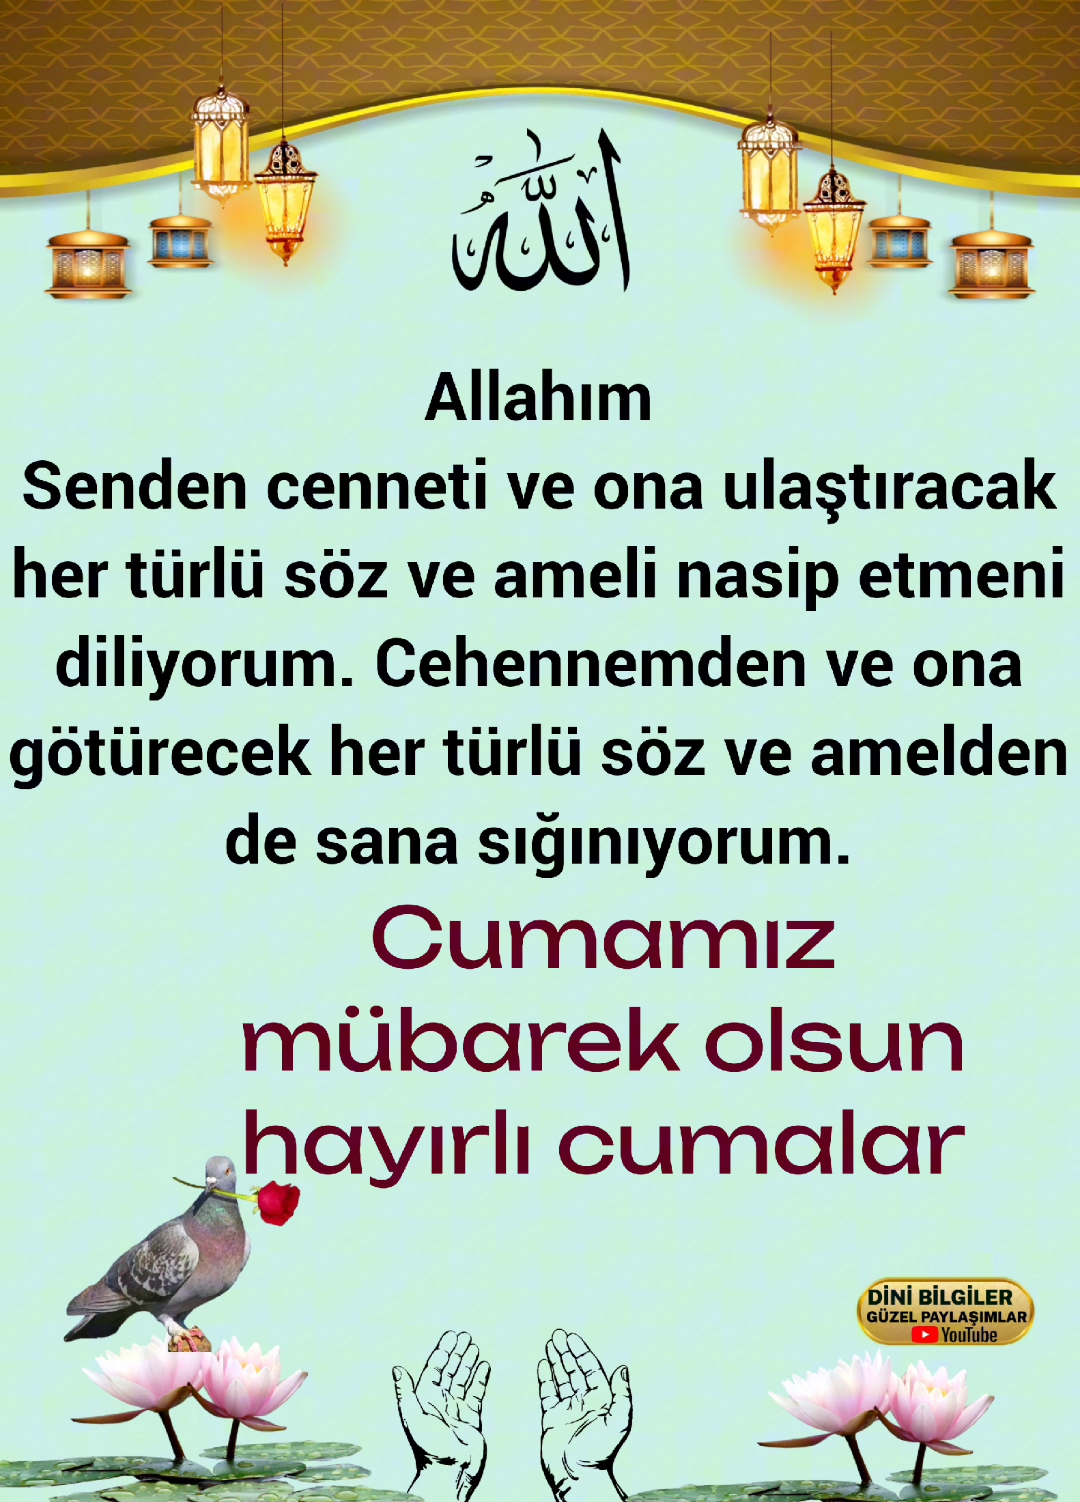 الله
Allahım
Senden cenneti ve ona ulaştıracak
her türlü söz ve ameli nasip etmeni
diliyorum. Cehennemden ve ona
götürecek her türlü söz ve amelden
de sana sığınıyorum.
Cumamız
mübarek olsun
hayırlı cumalar
DİNİ BİLGİLER
GÜZEL PAYLAŞIMLAR
YouTube